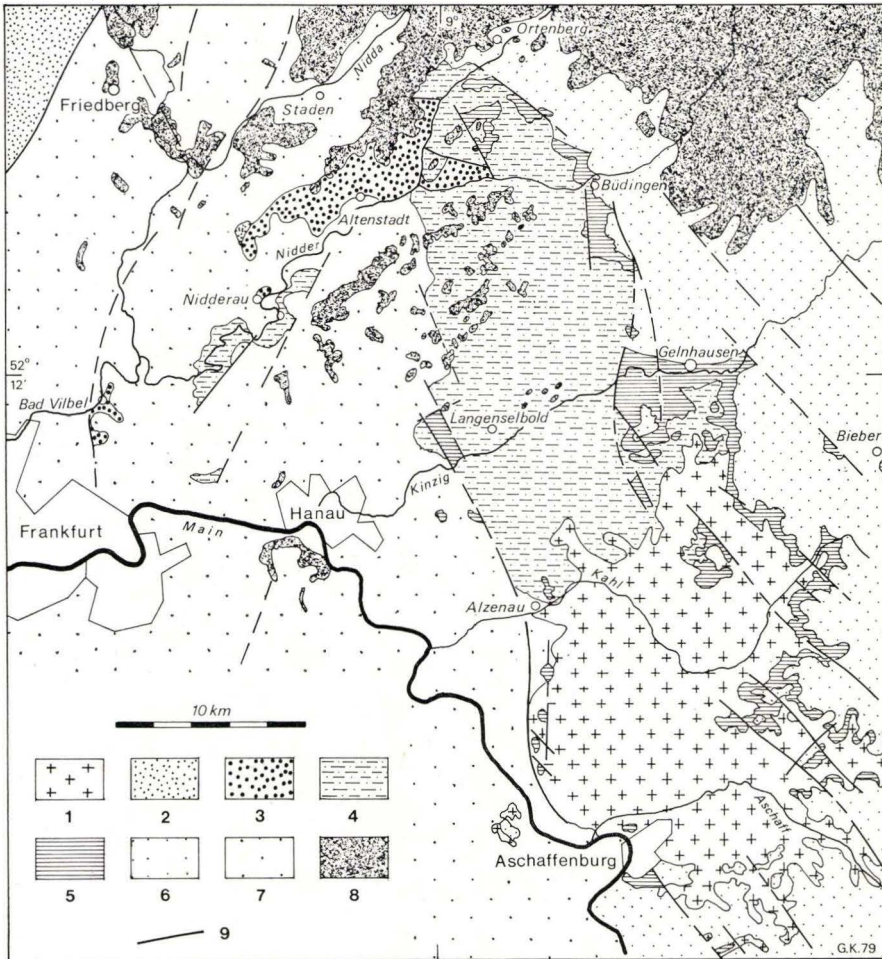 9°
Ortenberg
Nidda
Friedberg
Staden
Büdingen
Altenstadt
Nidder
Nidderau
52°
12'
Gelnhausen
Bad Vilbel
Langenselbold
Bieber
Kinzig
Hanau
Frankfurt
Main
Kahl
Alzenau
10 km
1 2 3 4
Aschaff
5 6 7 8
Aschaffenburg
9
G.K.79